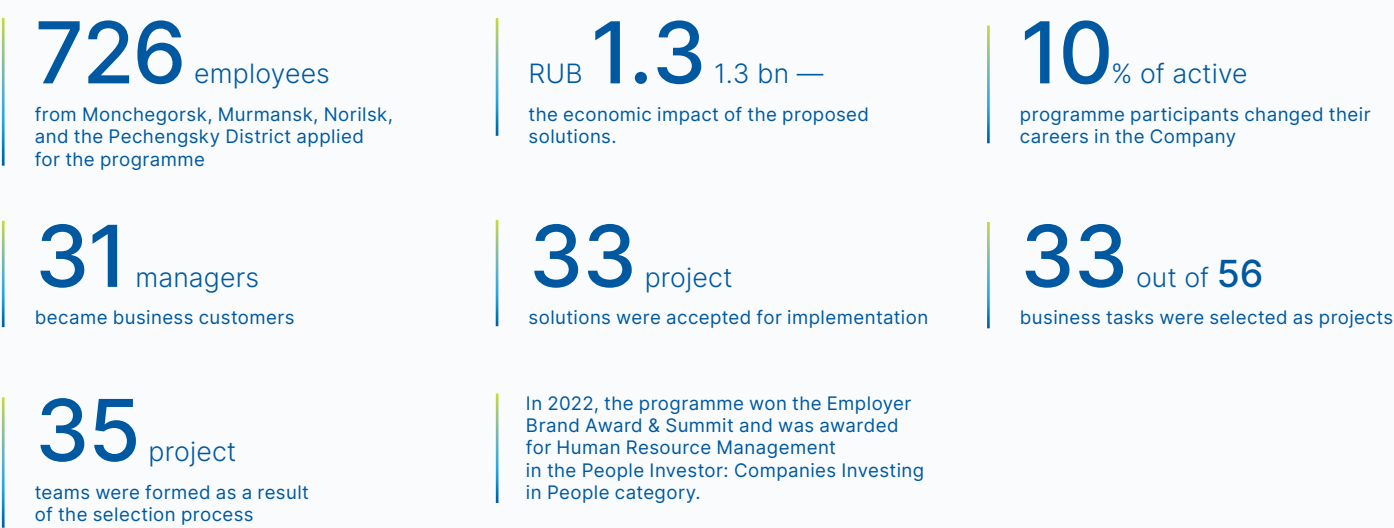 726 employees
from Monchegorsk, Murmansk, Norilsk,
and the Pechengsky District applied
for the programme
RUB 1.3 1.3 bn —
the economic impact of the proposed
solutions.
10% of active
programme participants changed their
careers in the Company
31 managers
became business customers
33 project
solutions were accepted for implementation
33 out of 56
business tasks were selected as projects
35 project
teams were formed as a result
of the selection process
In 2022, the programme won the Employer
Brand Award & Summit and was awarded
for Human Resource Management
in the People Investor: Companies Investing
in People category.